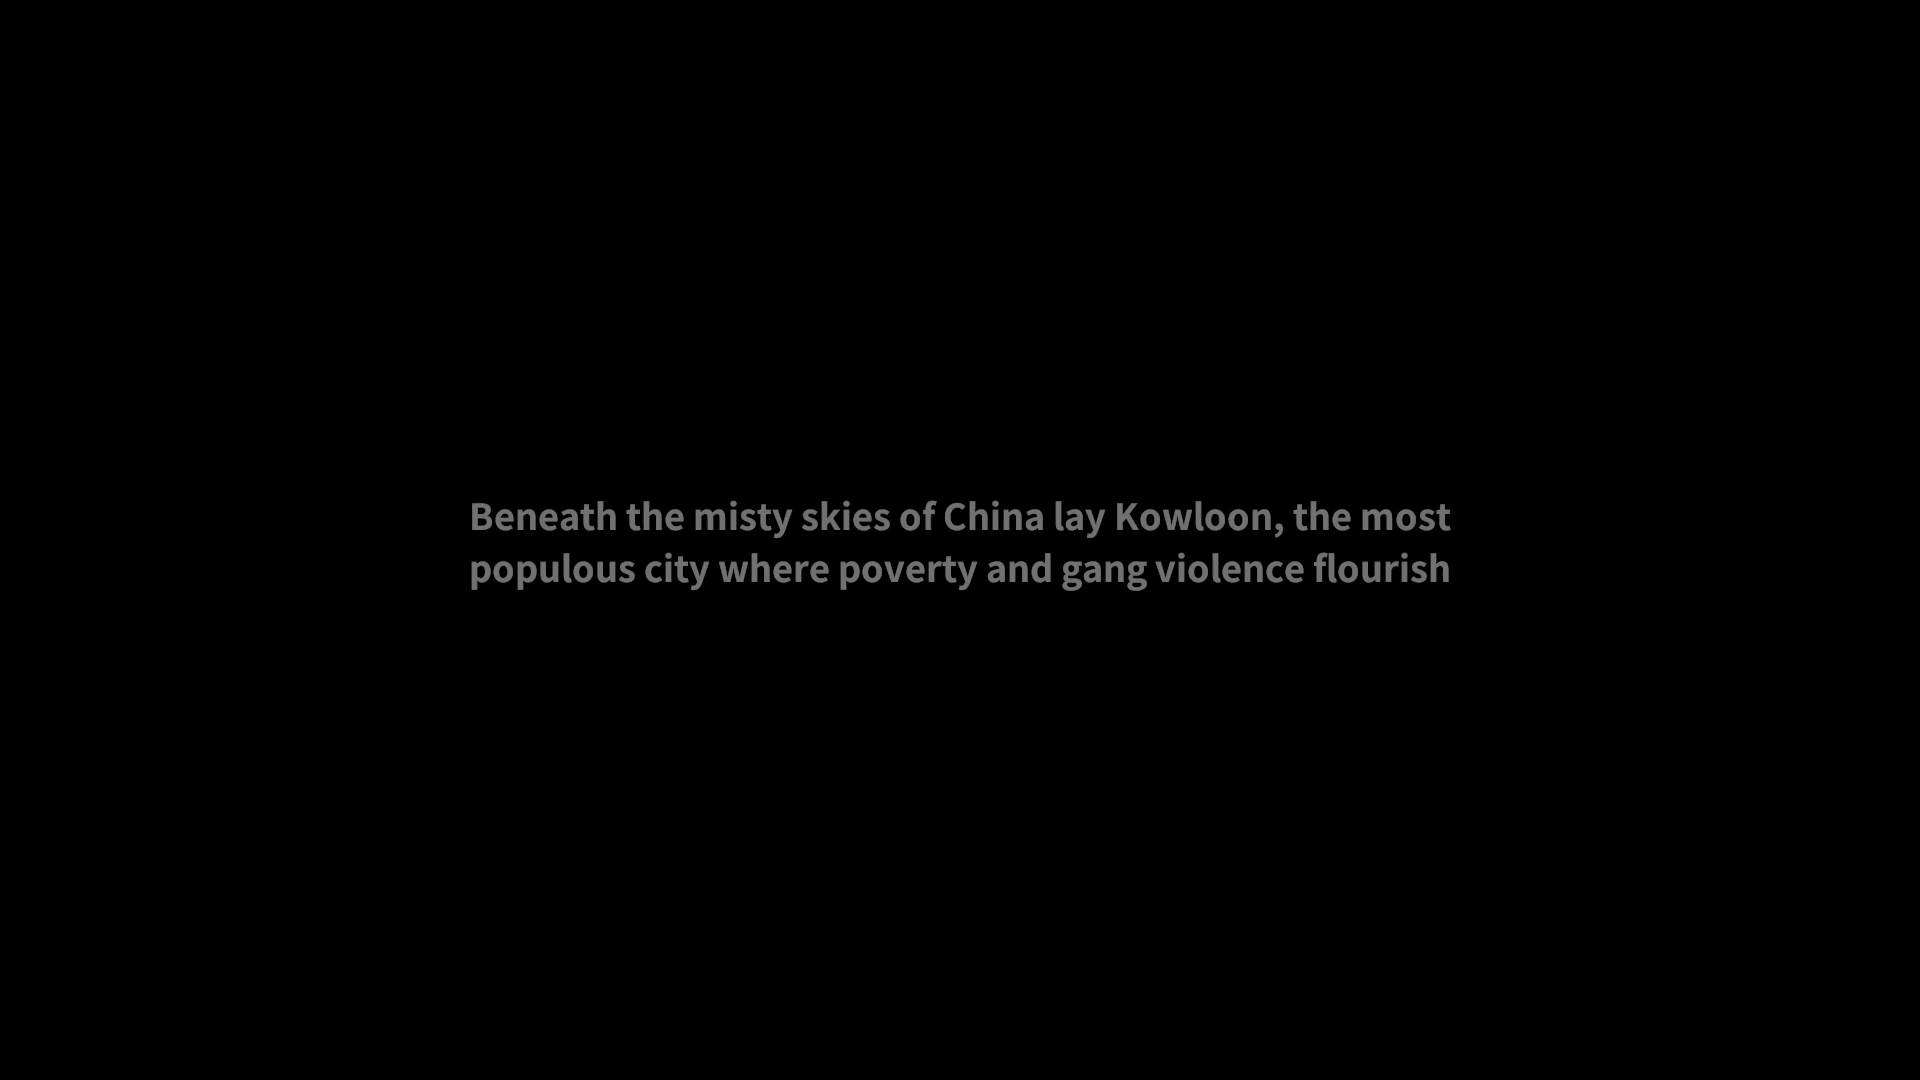 Beneath the misty skies of China lay Kowloon, the most
populous city where poverty and gang violence flourish